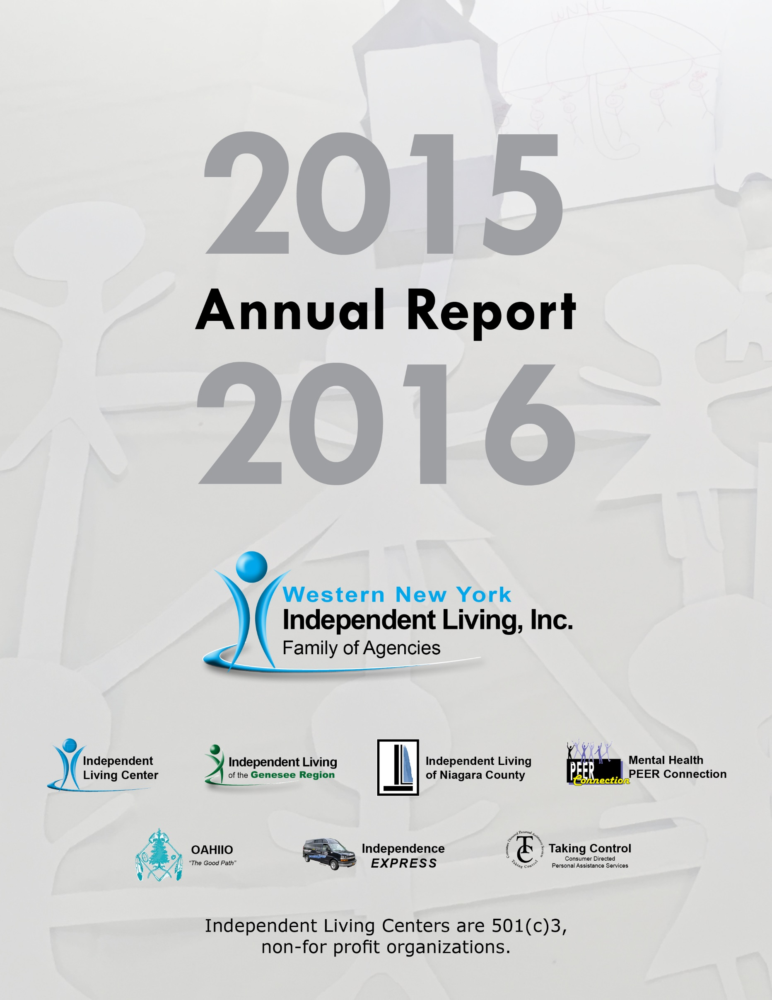 WNYIL
2015
Annual Report
2016
Western New York
Independent Living, Inc.
Family of Agencies
Independent
Living Center
Independent Living
of the Genesee Region
Independent Living
of Niagara County
PEER
Connection
Mental Health
PEER Connection
OAHIIO
“The Good Path”
Independence
EXPRESS
Consumer Directed Personal Assistance Services
TC
Taking Control
Taking Control
Consumer Directed
Personal Assistance Services
Independent Living Centers are 501(c)3,
non-for profit organizations.